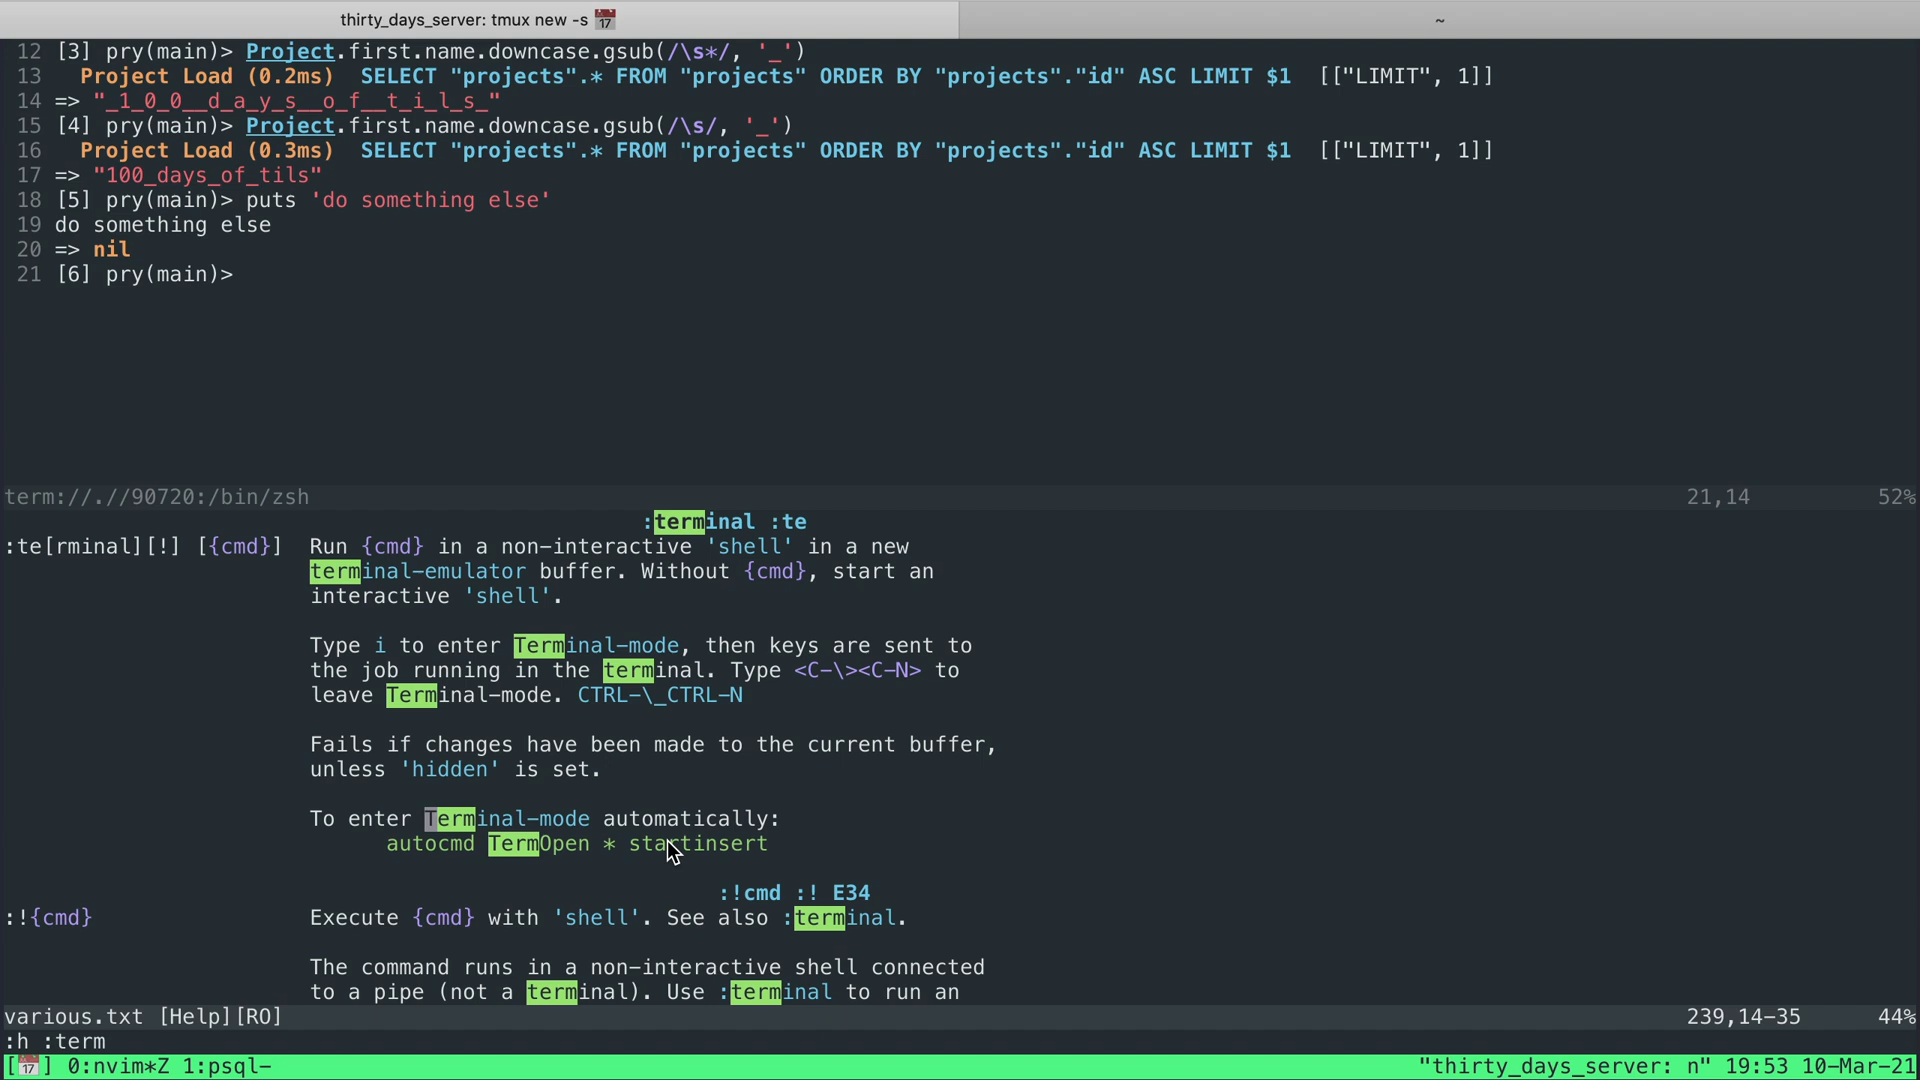 thirty_days_server: tmux new -s 📅
~
12 [3] pry(main)> Project.first.name.downcase.gsub(/\s*/, '_')
13   Project Load (0.2ms)  SELECT "projects".* FROM "projects" ORDER BY "projects"."id" ASC LIMIT $1  [["LIMIT", 1]]
14 => "_1_0_0__d_a_y_s__o_f__t_i_l_s_"
15 [4] pry(main)> Project.first.name.downcase.gsub(/\s/, '_')
16   Project Load (0.3ms)  SELECT "projects".* FROM "projects" ORDER BY "projects"."id" ASC LIMIT $1  [["LIMIT", 1]]
17 => "100_days_of_tils"
18 [5] pry(main)> puts 'do something else'
19 do something else
20 => nil
21 [6] pry(main)>
term://.//90720:/bin/zsh 21,14 52%
:terminal :te
:te[rminal][!] [{cmd}]  Run {cmd} in a non-interactive 'shell' in a new
terminal-emulator buffer. Without {cmd}, start an
interactive 'shell'.
Type i to enter Terminal-mode, then keys are sent to
the job running in the terminal. Type <C-\><C-N> to
leave Terminal-mode. CTRL-\_CTRL-N
Fails if changes have been made to the current buffer,
unless 'hidden' is set.
To enter Terminal-mode automatically:
autocmd TermOpen * startinsert
:!cmd :! E34
:!{cmd} Execute {cmd} with 'shell'. See also :terminal.
The command runs in a non-interactive shell connected
to a pipe (not a terminal). Use :terminal to run an
various.txt [Help][RO] 239,14-35 44%
:h :term
[📅] 0:nvim*Z 1:psql- "thirty_days_server: n" 19:53 10-Mar-21